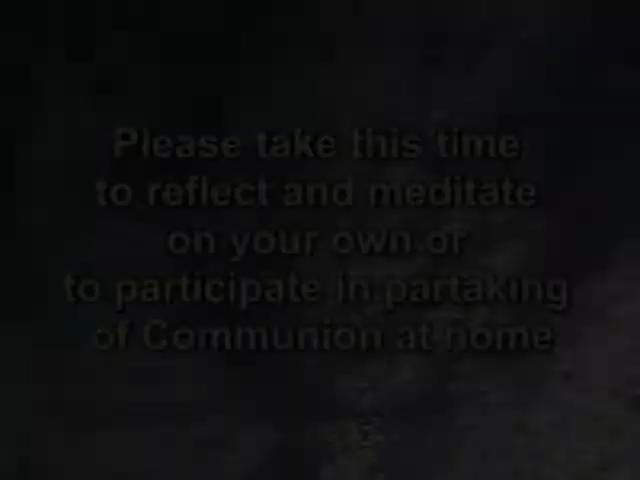 Please take this time
to reflect and meditate
on your own or
to participate in partaking
of Communion at home